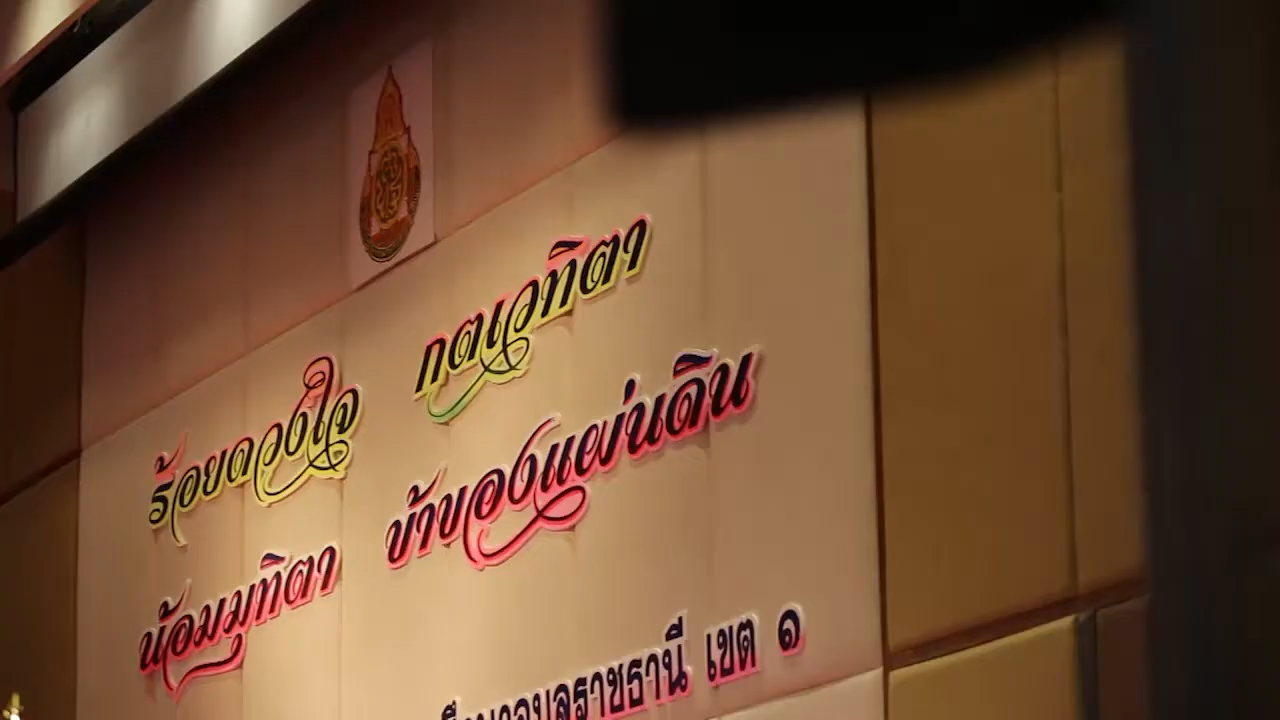 ร้อยดวงใจ กตเวทิตา
น้อมมุทิตา ข้าของแผ่นดิน
ราชธานี เขต ๑